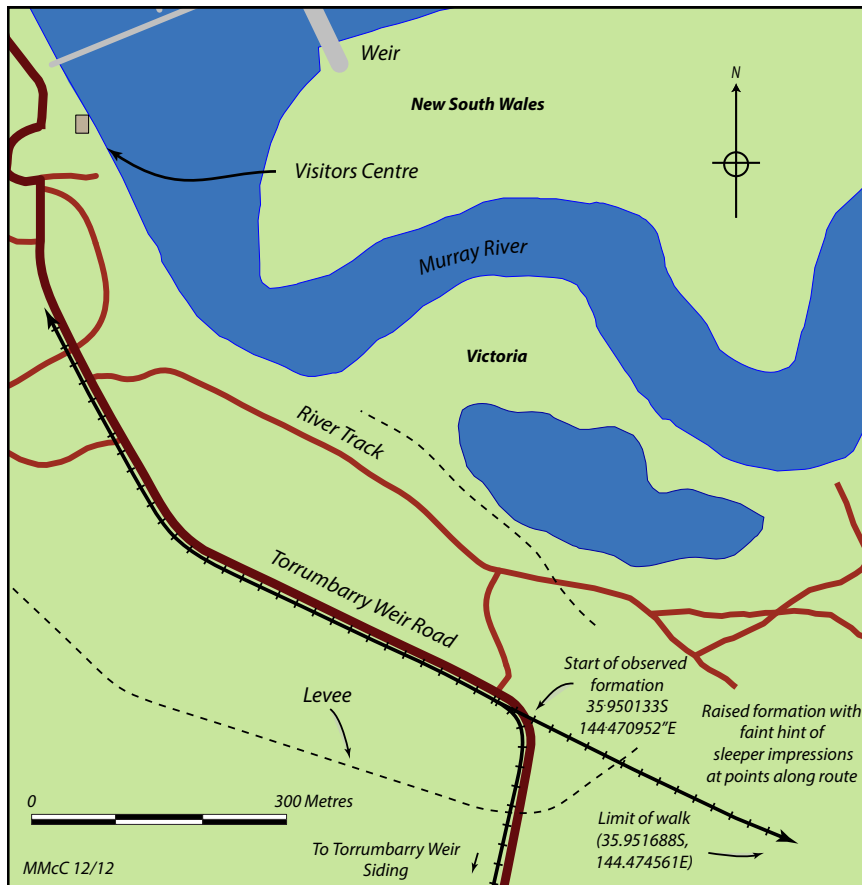 Weir
N
New South Wales
Visitors Centre
Murray River
Victoria
River Track
Torrumbarry Weir Road
Start of observed
formation
35·950133S
144·470952"E
Levee
Raised formation with
faint hint of
sleeper impressions
at points along route
0 300 Metres
Limit of walk
(35.951688S,
144.474561E)
To Torrumbarry Weir
Siding
MMcC 12/12